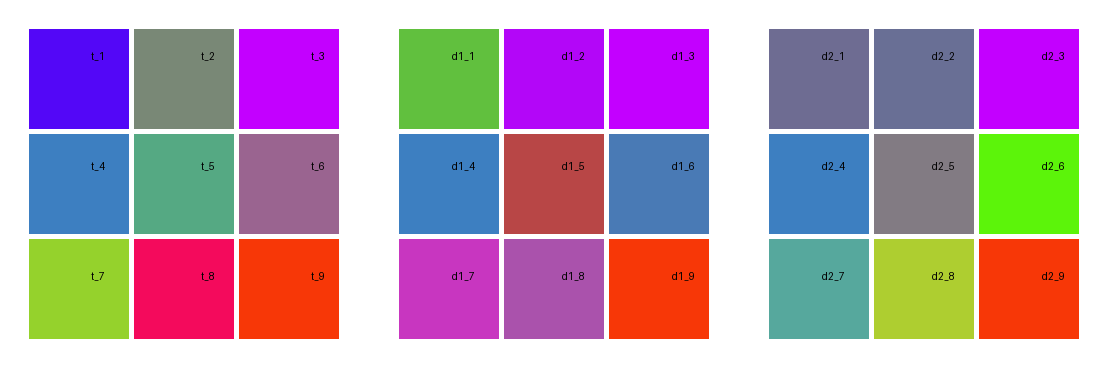 t_1 t_2 t_3 d1_1 d1_2 d1_3 d2_1 d2_2 d2_3
t_4 t_5 t_6 d1_4 d1_5 d1_6 d2_4 d2_5 d2_6
t_7 t_8 t_9 d1_7 d1_8 d1_9 d2_7 d2_8 d2_9